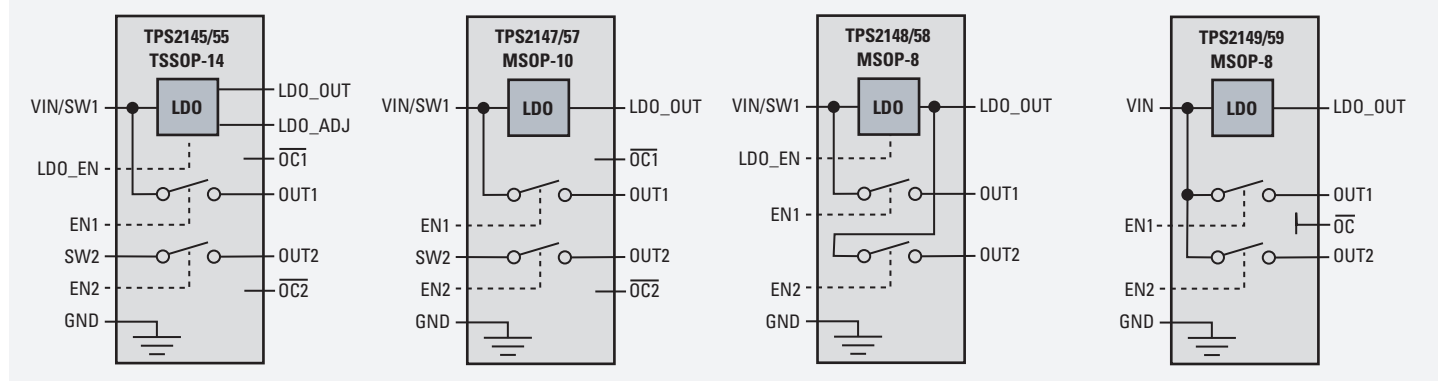 TPS2145/55
TSSOP-14
VIN/SW1
LDO
LDO_OUT
LDO_ADJ
LDO_EN
OC1
OUT1
EN1
SW2
OUT2
EN2
OC2
GND
TPS2147/57
MSOP-10
VIN/SW1
LDO
LDO_OUT
OC1
OUT1
EN1
SW2
OUT2
EN2
OC2
GND
TPS2148/58
MSOP-8
VIN/SW1
LDO
LDO_OUT
LDO_EN
OUT1
EN1
OUT2
EN2
GND
TPS2149/59
MSOP-8
VIN
LDO
LDO_OUT
OUT1
EN1
OC
OUT2
EN2
GND